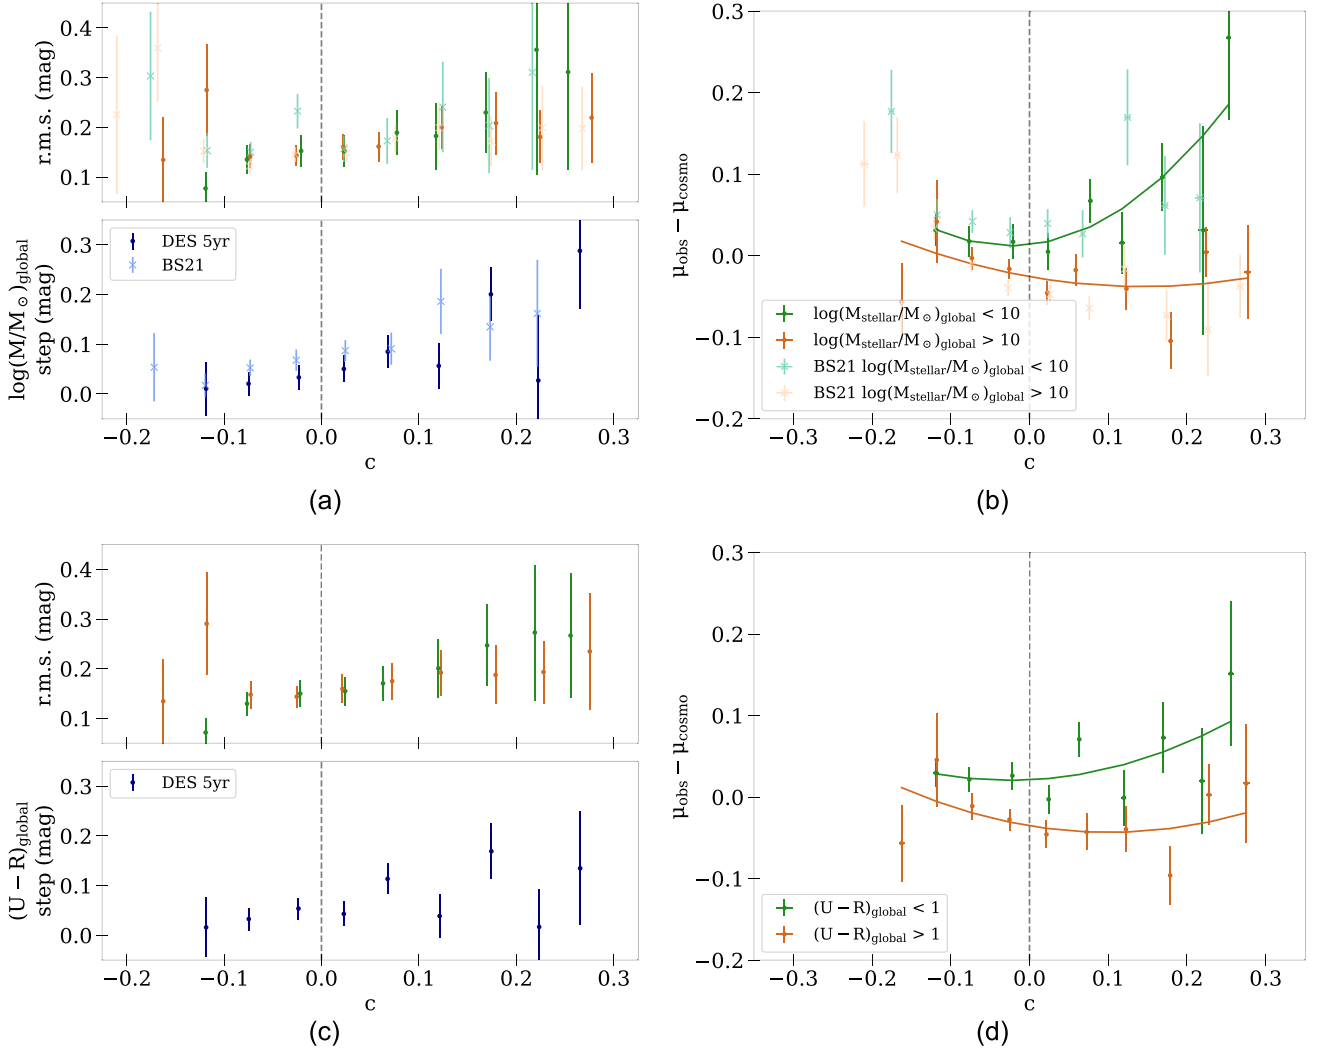 0.4
0.3
0.2
0.1
r.m.s. (mag)
0.3
0.2
0.1
0.0
log(M/M⊙)global
step (mag)
DES 5yr
BS21
−0.2 −0.1 0.0 0.1 0.2 0.3
c
(a)
0.3
0.2
0.1
0.0
−0.1
−0.2
μobs − μcosmo
log(Mstellar/M⊙)global < 10
log(Mstellar/M⊙)global > 10
BS21 log(Mstellar/M⊙)global < 10
BS21 log(Mstellar/M⊙)global > 10
−0.3 −0.2 −0.1 0.0 0.1 0.2 0.3
c
(b)
0.4
0.3
0.2
0.1
r.m.s. (mag)
0.3
0.2
0.1
0.0
(U − R)global
step (mag)
DES 5yr
−0.2 −0.1 0.0 0.1 0.2 0.3
c
(c)
0.3
0.2
0.1
0.0
−0.1
−0.2
μobs − μcosmo
(U − R)global < 1
(U − R)global > 1
−0.3 −0.2 −0.1 0.0 0.1 0.2 0.3
c
(d)